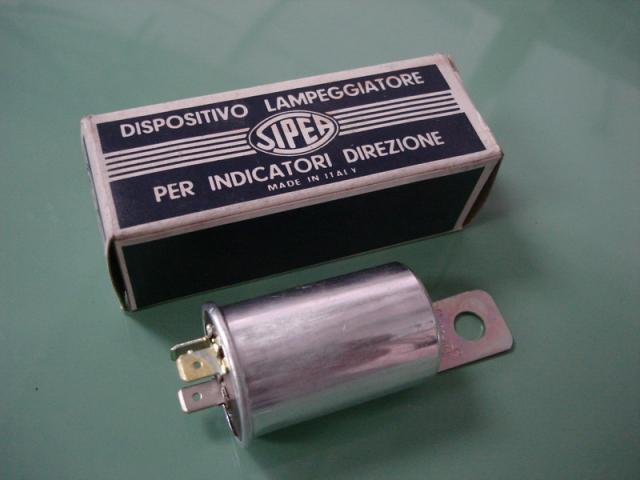 DISPOSITIVO LAMPEGGIATORE
SIPEA
PER INDICATORI DIREZIONE
MADE IN ITALY